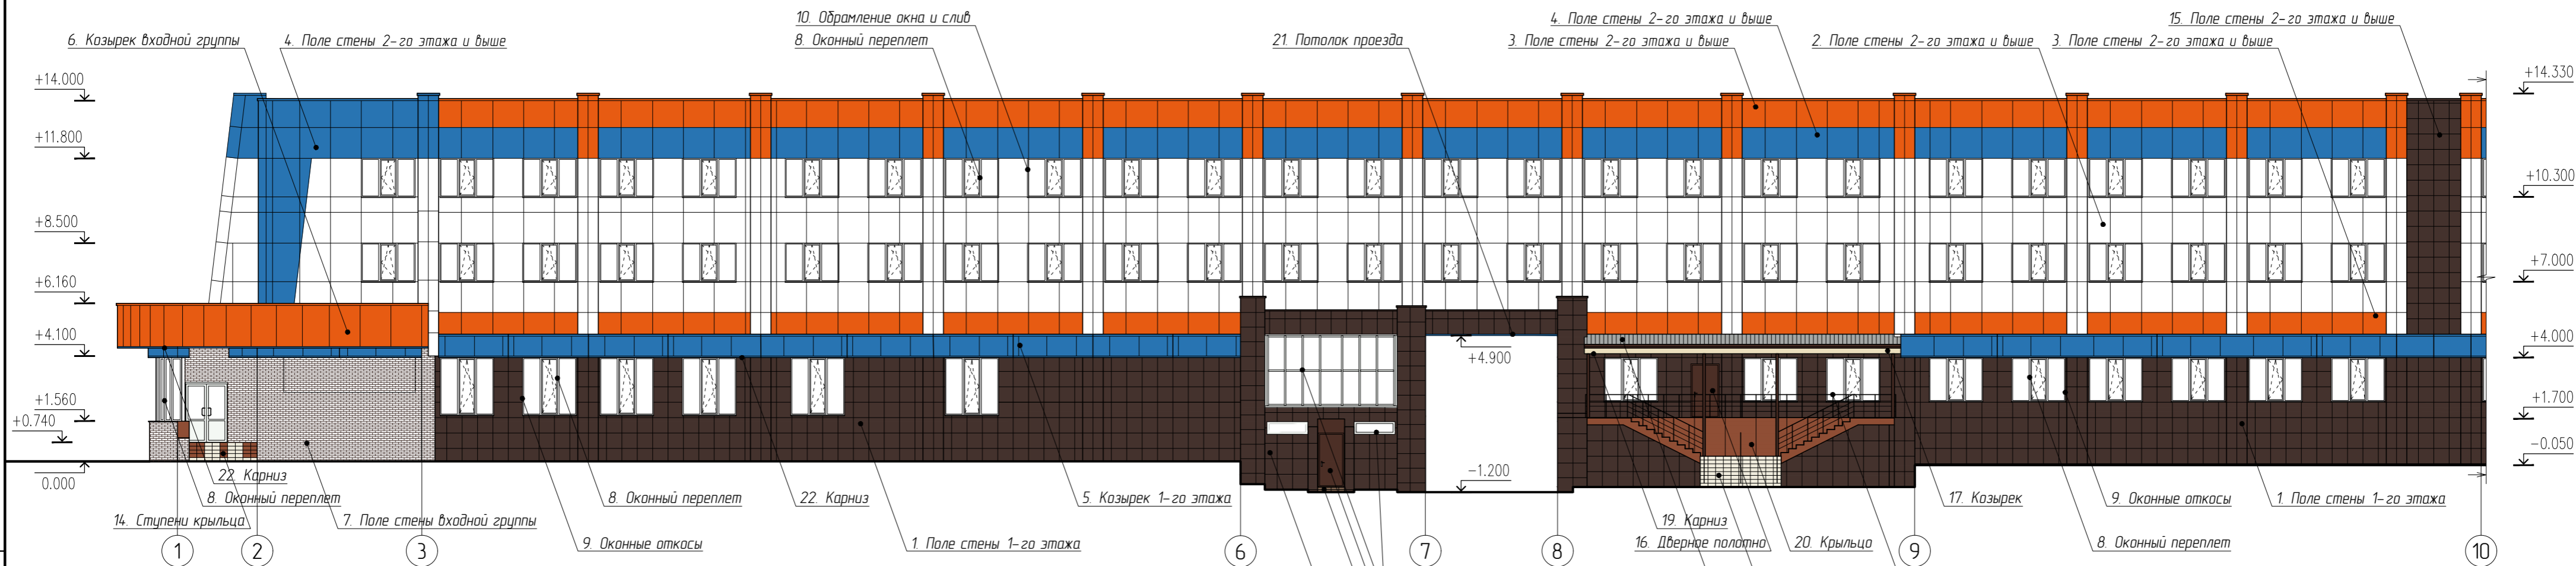 10. Обрамление окна и слив
4. Поле стены 2-го этажа и выше
15. Поле стены 2-го этажа и выше
6. Козырек входной группы
4. Поле стены 2-го этажа и выше
8. Оконный переплет
21. Потолок проезда
3. Поле стены 2-го этажа и выше
2. Поле стены 2-го этажа и выше
3. Поле стены 2-го этажа и выше
+14.000
+14.330
+11.800
+10.300
+8.500
+7.000
+6.160
+4.100
+4.900
+4.000
+1.560
+1.700
+0.740
-0.050
0.000
-1.200
22. Карниз
8. Оконный переплет
8. Оконный переплет
22. Карниз
5. Козырек 1-го этажа
17. Козырек
9. Оконные откосы
1. Поле стены 1-го этажа
14. Ступени крыльца
7. Поле стены входной группы
19. Карниз
9. Оконные откосы
1. Поле стены 1-го этажа
16. Дверное полотно
20. Крыльцо
8. Оконный переплет
1
2
3
6
7
8
9
10